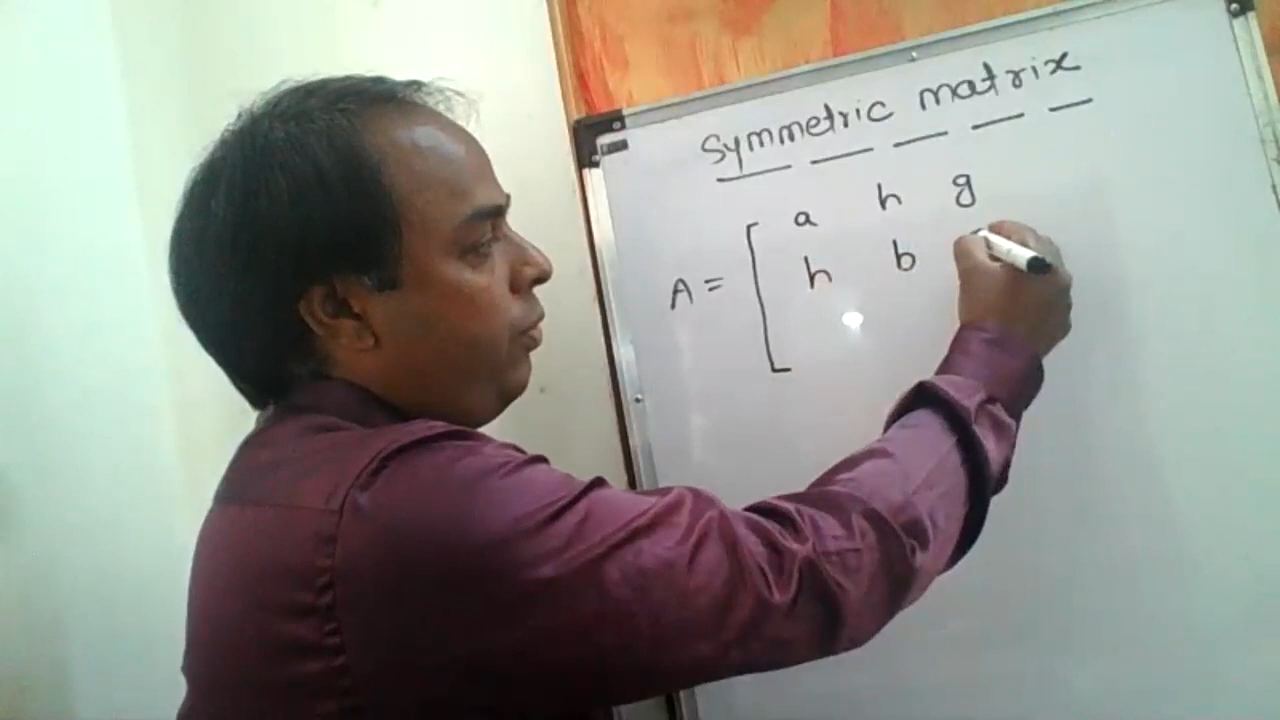 Symmetric matrix
a h g
A = [ h b